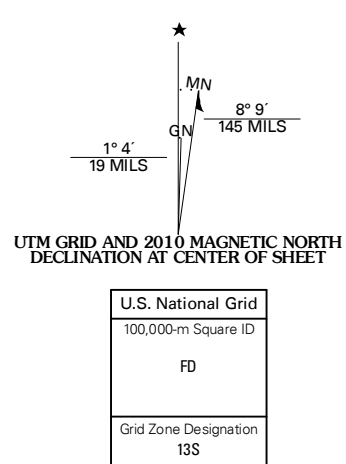 MN
GN
8° 9´
145 MILS
1° 4´
19 MILS
UTM GRID AND 2010 MAGNETIC NORTH
DECLINATION AT CENTER OF SHEET
U.S. National Grid
100,000-m Square ID
FD
Grid Zone Designation
13S